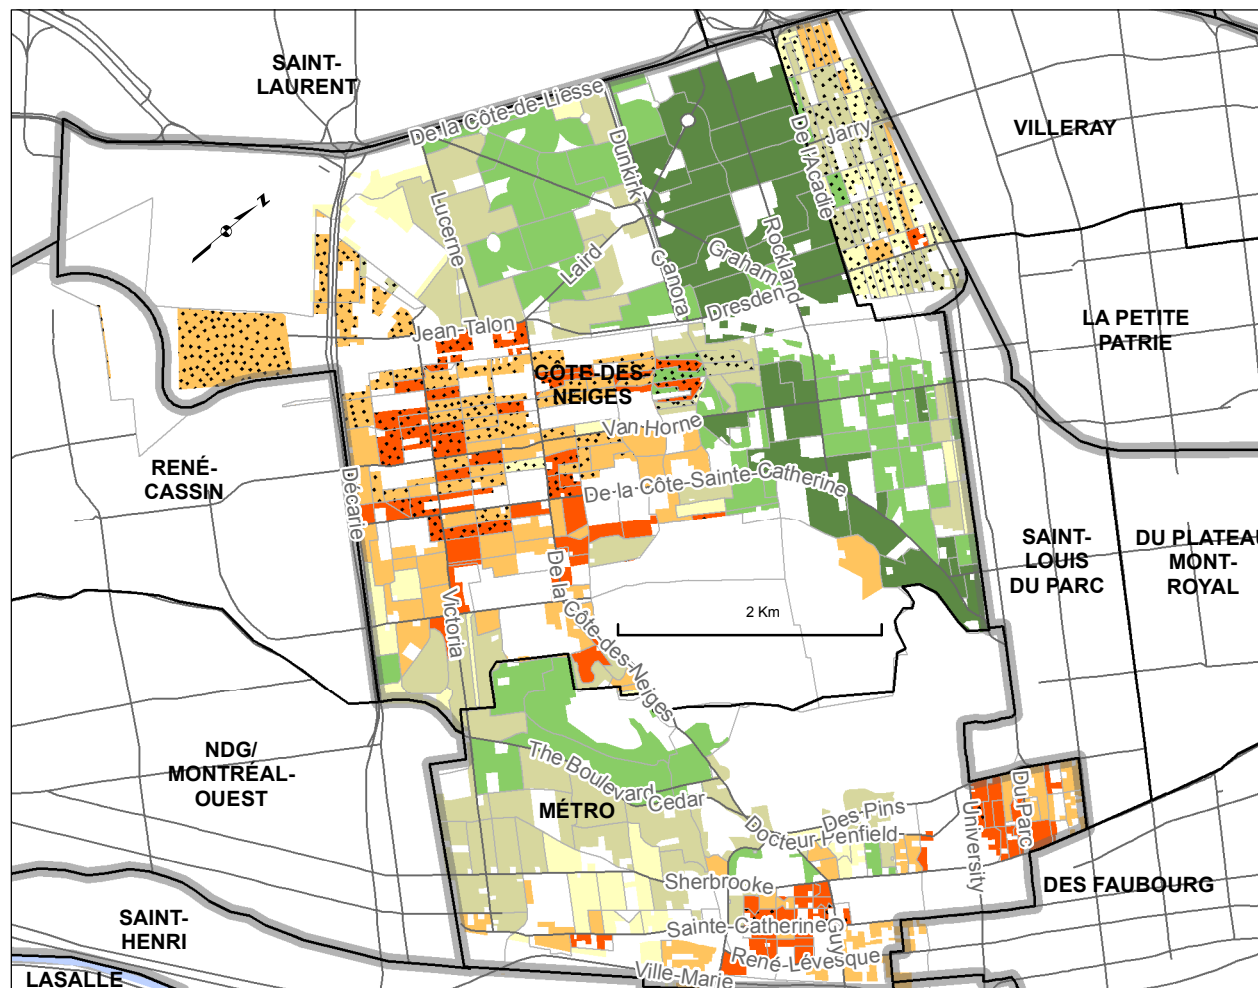 SAINT-
LAURENT
De la Côte-de-Liesse
VILLERAY
Jarry
De l'Acadie
Dunkirk
Lucerne
Laird
Canora
Graham
Rockland
Dresden
N
Jean-Talon
LA PETITE
PATRIE
CÔTE-DES-
NEIGES
Van Horne
RENÉ-
CASSIN
Décarie
De la Côte-Sainte-Catherine
SAINT-
LOUIS
DU PARC
DU PLATEAU
MONT-
ROYAL
Victoria
De la Côte-des-Neiges
2 Km
NDG/
MONTRÉAL-
OUEST
The Boulevard
Cedar
MÉTRO
Des Pins
Docteur-Penfield
University
Du Parc
Sherbrooke
DES FAUBOURG
SAINT-
HENRI
Sainte-Catherine
Guy
René-Lévesque
Ville-Marie
LASALLE